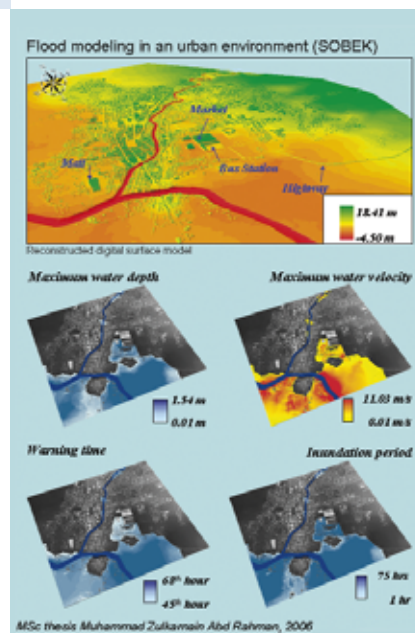 Flood modeling in an urban environment (SOBEK)
Market
Mall
Bus Station
Highway
18.41 m
-4.50 m
Reconstructed digital surface model
Maximum water depth
Maximum water velocity
1.54 m
0.01 m
11.03 m/s
0.01 m/s
Warning time
Inundation period
68th hour
45th hour
75 hrs
1 hr
MSc thesis Muhammad Zulkarnain Abd Rahman, 2006